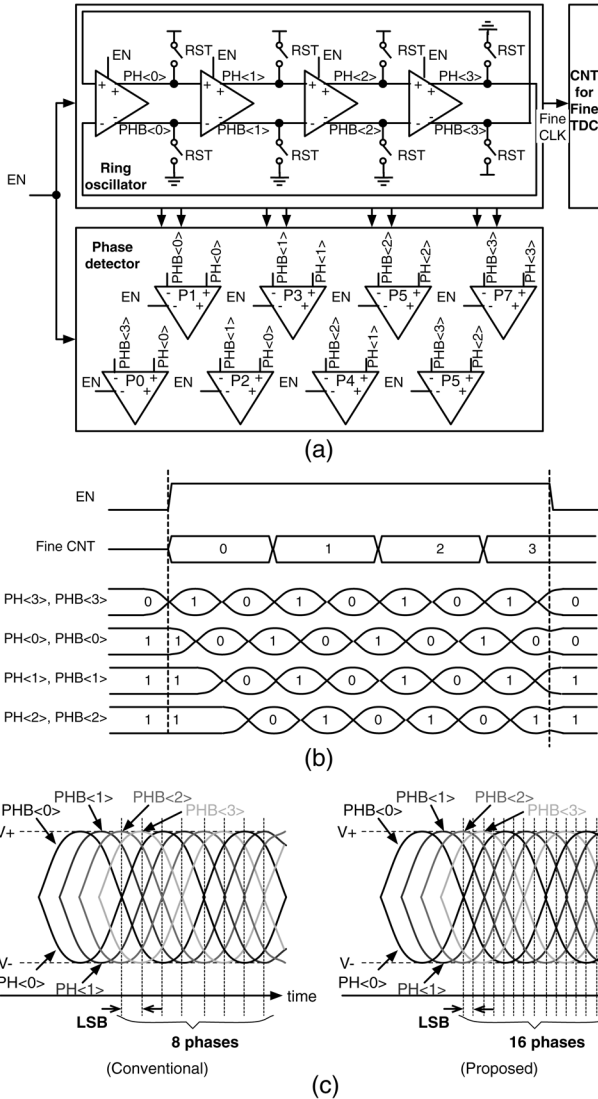 EN EN EN EN
RST RST RST RST
PH<0> PH<1> PH<2> PH<3>
+ + + + + + + +
- - - - - - - -
PHB<0> PHB<1> PHB<2> PHB<3>
RST RST RST RST
Ring
oscillator
Fine
CLK
CNT
for
Fine
TDC
EN
Phase
detector
PHB<0> PH<0> PHB<1> PH<1> PHB<2> PH<2> PHB<3> PH<3>
EN - P1 + EN - P3 + EN - P5 + EN - P7 +
PHB<3> PH<0> PHB<1> PH<0> PHB<2> PH<1> PHB<3> PH<2>
EN - P0 + EN - P2 + EN - P4 + EN - P5 +
(a)
EN
Fine CNT 0 1 2 3
PH<3>, PHB<3> 0 1 0 1 0 1 0 1 0
PH<0>, PHB<0> 1 1 0 1 0 1 0 1 0 0
PH<1>, PHB<1> 1 1 0 1 0 1 0 1 1
PH<2>, PHB<2> 1 1 0 1 0 1 0 1 1
(b)
PHB<1> PHB<2>
PHB<0> PHB<3>
V+
V-
PH<0> PH<1>
time
LSB
8 phases
(Conventional)
PHB<1> PHB<2>
PHB<0> PHB<3>
V+
V-
PH<0> PH<1>
LSB
16 phases
(Proposed)
(c)